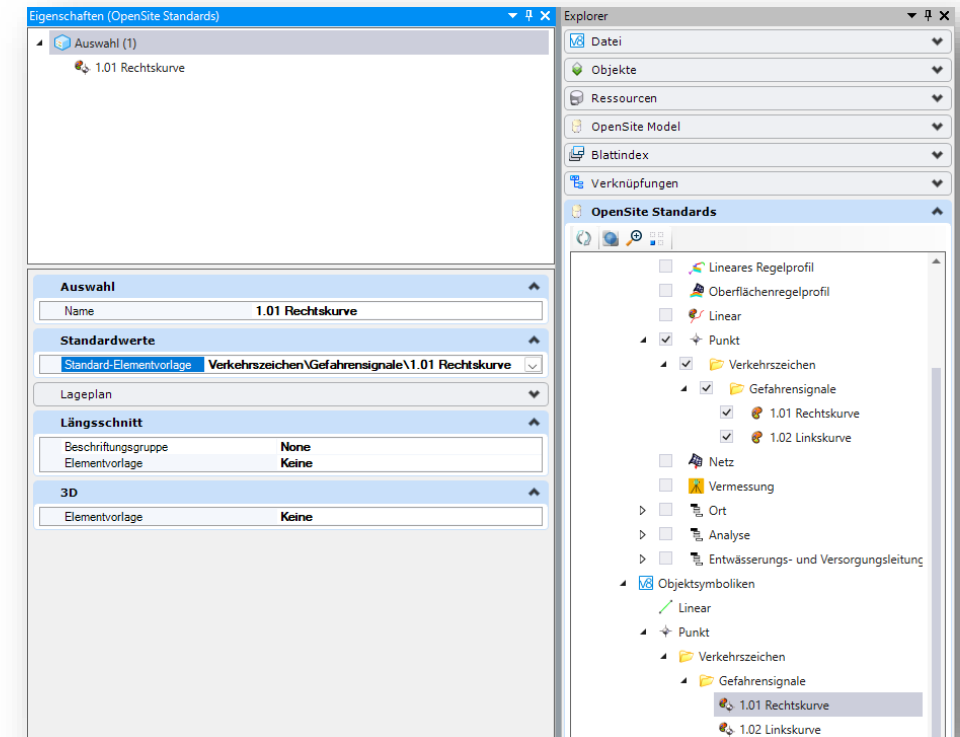 Eigenschaften (OpenSite Standards)
Auswahl (1)
1.01 Rechtskurve
Auswahl
Name 1.01 Rechtskurve
Standardwerte
Standard-Elementvorlage Verkehrszeichen\Gefahrensignale\1.01 Rechtskurve
Lageplan
Längsschnitt
Beschriftungsgruppe None
Elementvorlage Keine
3D
Elementvorlage Keine
Explorer
Datei
Objekte
Ressourcen
OpenSite Model
Blattindex
Verknüpfungen
OpenSite Standards
Lineares Regelprofil
Oberflächenregelprofil
Linear
Punkt
Verkehrszeichen
Gefahrensignale
1.01 Rechtskurve
1.02 Linkskurve
Netz
Vermessung
Ort
Analyse
Entwässerungs- und Versorgungsleitung
Objektsymboliken
Linear
Punkt
Verkehrszeichen
Gefahrensignale
1.01 Rechtskurve
1.02 Linkskurve